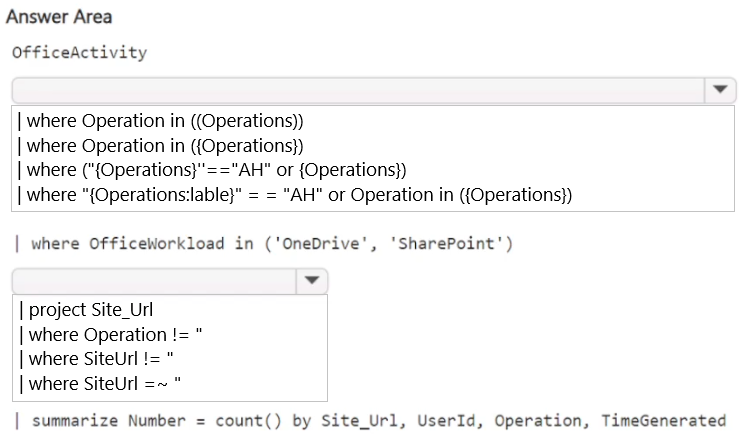 Answer Area
OfficeActivity
| where Operation in ((Operations))
| where Operation in ({Operations})
| where ("{Operations}''=="AH" or {Operations})
| where "{Operations:lable}" = = "AH" or Operation in ({Operations})
| where OfficeWorkload in ('OneDrive', 'SharePoint')
| project Site_Url
| where Operation != "
| where SiteUrl != "
| where SiteUrl =~ "
| summarize Number = count() by Site_Url, UserId, Operation, TimeGenerated